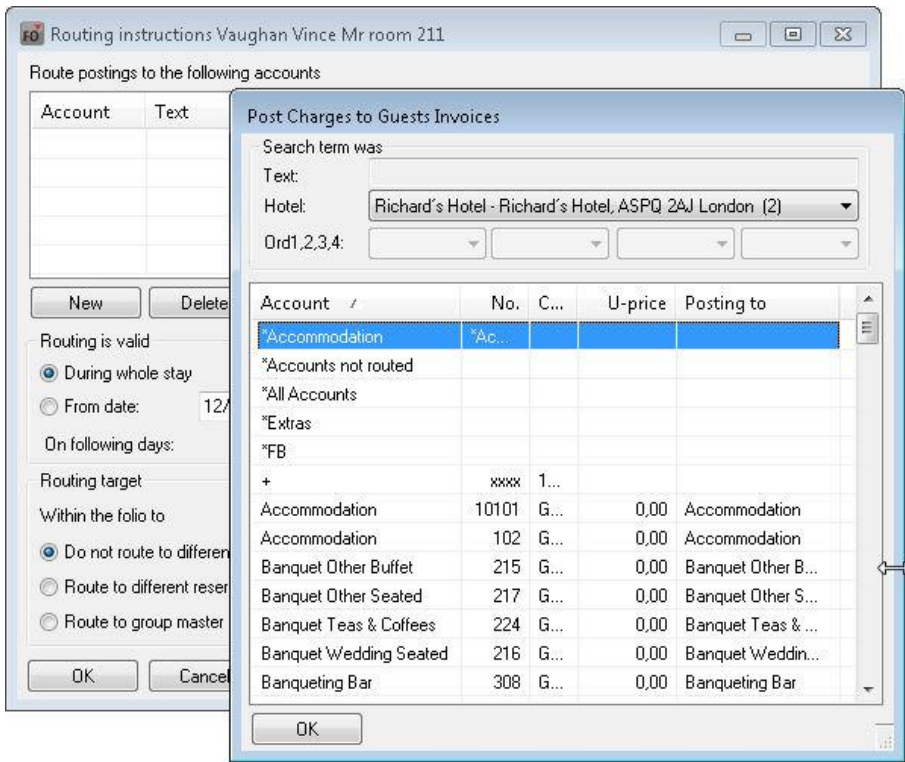 FO Routing instructions Vaughan Vince Mr room 211
Route postings to the following accounts
Account Text
New Delete
Routing is valid
During whole stay
From date: 12/
On following days:
Routing target
Within the folio to
Do not route to differen
Route to different reser
Route to group master
OK Cancel
Post Charges to Guests Invoices
Search term was
Text:
Hotel: Richard´s Hotel - Richard´s Hotel, ASPQ 2AJ London (2)
Ord1,2,3,4:
Account No. C... U-price Posting to
*Accommodation *Ac...
*Accounts not routed
*All Accounts
*Extras
*FB
+ xxxx 1...
Accommodation 10101 G... 0,00 Accommodation
Accommodation 102 G... 0,00 Accommodation
Banquet Other Buffet 215 G... 0,00 Banquet Other B...
Banquet Other Seated 217 G... 0,00 Banquet Other S...
Banquet Teas & Coffees 224 G... 0,00 Banquet Teas & ...
Banquet Wedding Seated 216 G... 0,00 Banquet Weddin...
Banqueting Bar 308 G... 0,00 Banqueting Bar
OK